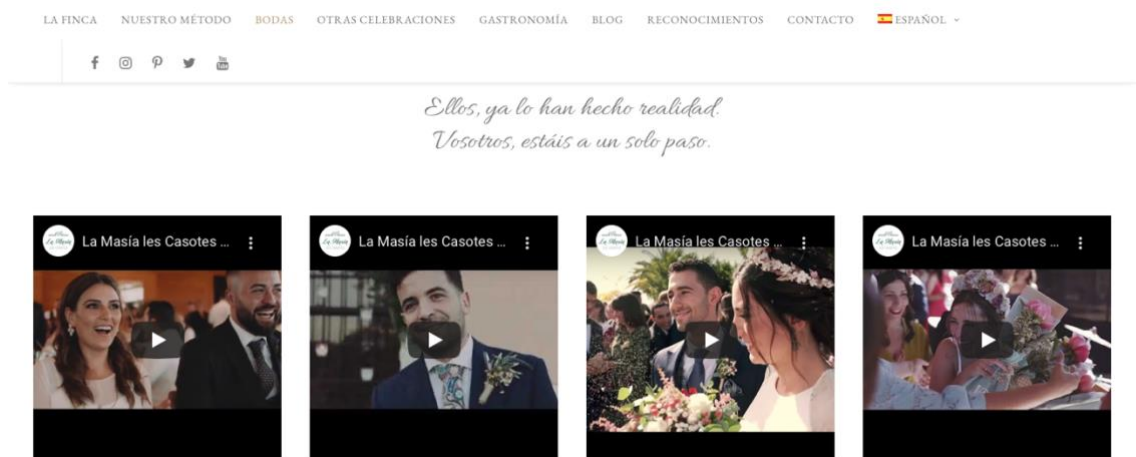 LA FINCA NUESTRO MÉTODO BODAS OTRAS CELEBRACIONES GASTRONOMÍA BLOG RECONOCIMIENTOS CONTACTO ESPAÑOL
Ellos, ya lo han hecho realidad.
Vosotros, estáis a un solo paso.
La Masía les Casotes ...
La Masía les Casotes ...
La Masía les Casotes ...
La Masía les Casotes ...